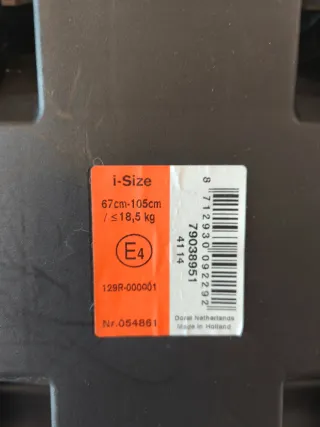 i-Size
67cm-105cm
/ ≤18,5 kg
E4
129R-000001
Nr.054861
8 712930 092292
79038951
4114
Dorel Netherlands
Made in Holland